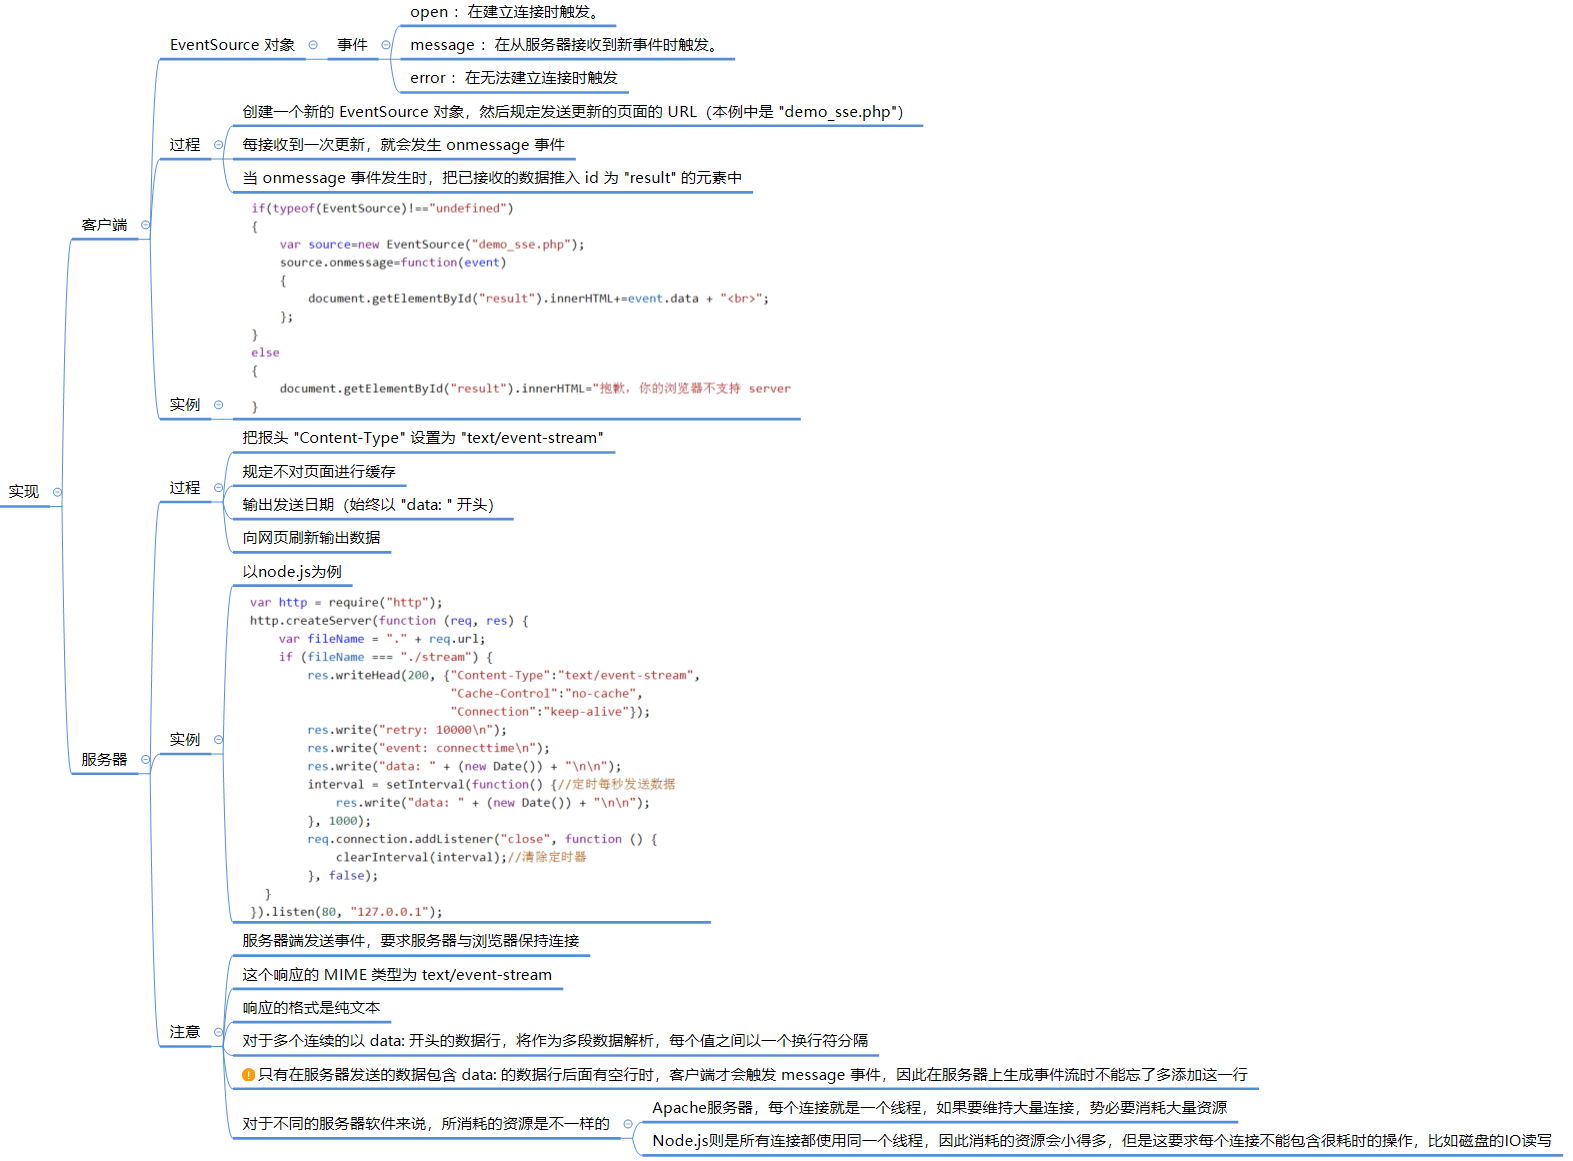 实现
客户端
EventSource 对象
事件
open ：在建立连接时触发。
message ：在从服务器接收到新事件时触发。
error ：在无法建立连接时触发
过程
创建一个新的 EventSource 对象，然后规定发送更新的页面的 URL（本例中是 "demo_sse.php"）
每接收到一次更新，就会发生 onmessage 事件
当 onmessage 事件发生时，把已接收的数据推入 id 为 "result" 的元素中
实例
if(typeof(EventSource)!=="undefined")
{
    var source=new EventSource("demo_sse.php");
    source.onmessage=function(event)
    {
        document.getElementById("result").innerHTML+=event.data + "<br>";
    };
}
else
{
    document.getElementById("result").innerHTML="抱歉，你的浏览器不支持 server
}
服务器
过程
把报头 "Content-Type" 设置为 "text/event-stream"
规定不对页面进行缓存
输出发送日期（始终以 "data: " 开头）
向网页刷新输出数据
实例
以node.js为例
var http = require("http");
http.createServer(function (req, res) {
    var fileName = "." + req.url;
    if (fileName === "./stream") {
        res.writeHead(200, {"Content-Type":"text/event-stream",
                            "Cache-Control":"no-cache",
                            "Connection":"keep-alive"});
        res.write("retry: 10000\n");
        res.write("event: connecttime\n");
        res.write("data: " + (new Date()) + "\n\n");
        interval = setInterval(function() {//定时每秒发送数据
            res.write("data: " + (new Date()) + "\n\n");
        }, 1000);
        req.connection.addListener("close", function () {
            clearInterval(interval);//清除定时器
        }, false);
  }
}).listen(80, "127.0.0.1");
注意
服务器端发送事件，要求服务器与浏览器保持连接
这个响应的 MIME 类型为 text/event-stream
响应的格式是纯文本
对于多个连续的以 data: 开头的数据行，将作为多段数据解析，每个值之间以一个换行符分隔
只有在服务器发送的数据包含 data: 的数据行后面有空行时，客户端才会触发 message 事件，因此在服务器上生成事件流时不能忘了多添加这一行
对于不同的服务器软件来说，所消耗的资源是不一样的
Apache服务器，每个连接就是一个线程，如果要维持大量连接，势必要消耗大量资源
Node.js则是所有连接都使用同一个线程，因此消耗的资源会小得多，但是这要求每个连接不能包含很耗时的操作，比如磁盘的IO读写